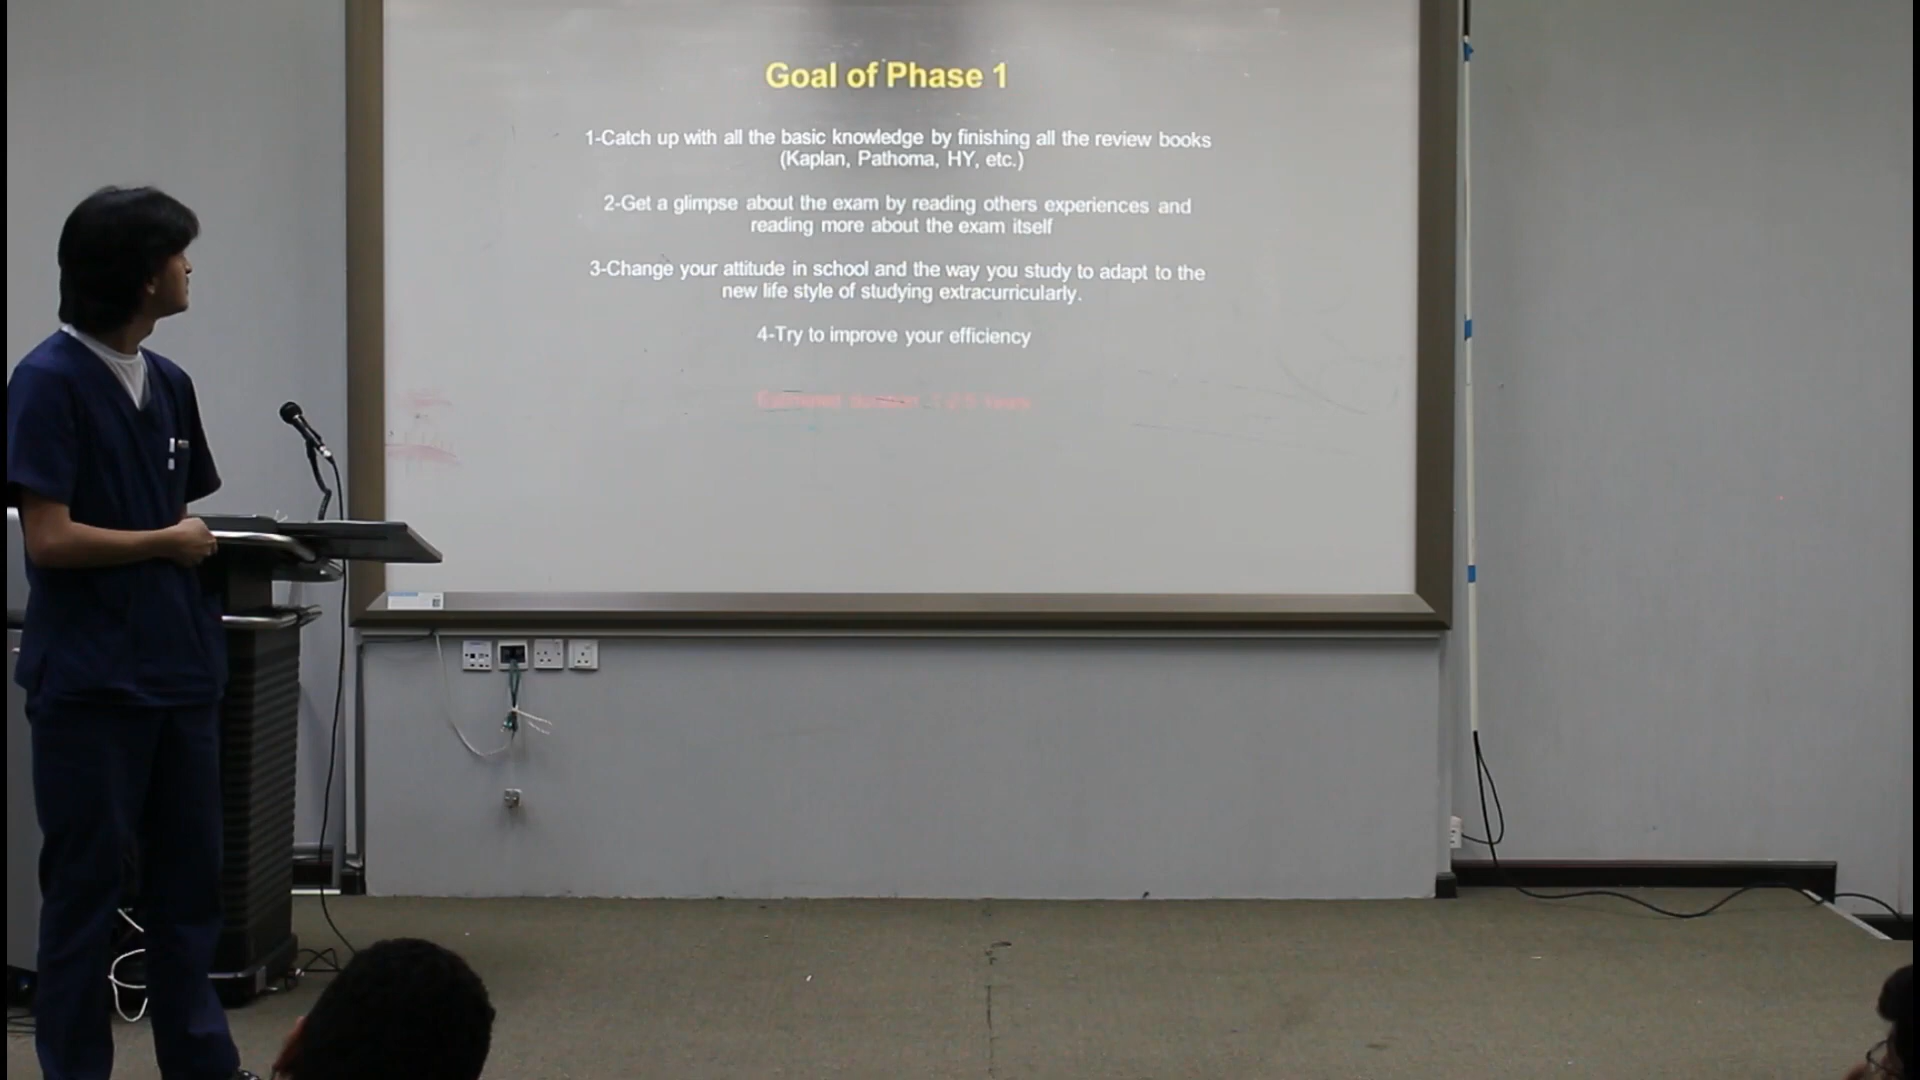 Goal of Phase 1
1-Catch up with all the basic knowledge by finishing all the review books
(Kaplan, Pathoma, HY, etc.)
2-Get a glimpse about the exam by reading others experiences and
reading more about the exam itself
3-Change your attitude in school and the way you study to adapt to the
new life style of studying extracurricularly.
4-Try to improve your efficiency
Estimated duration